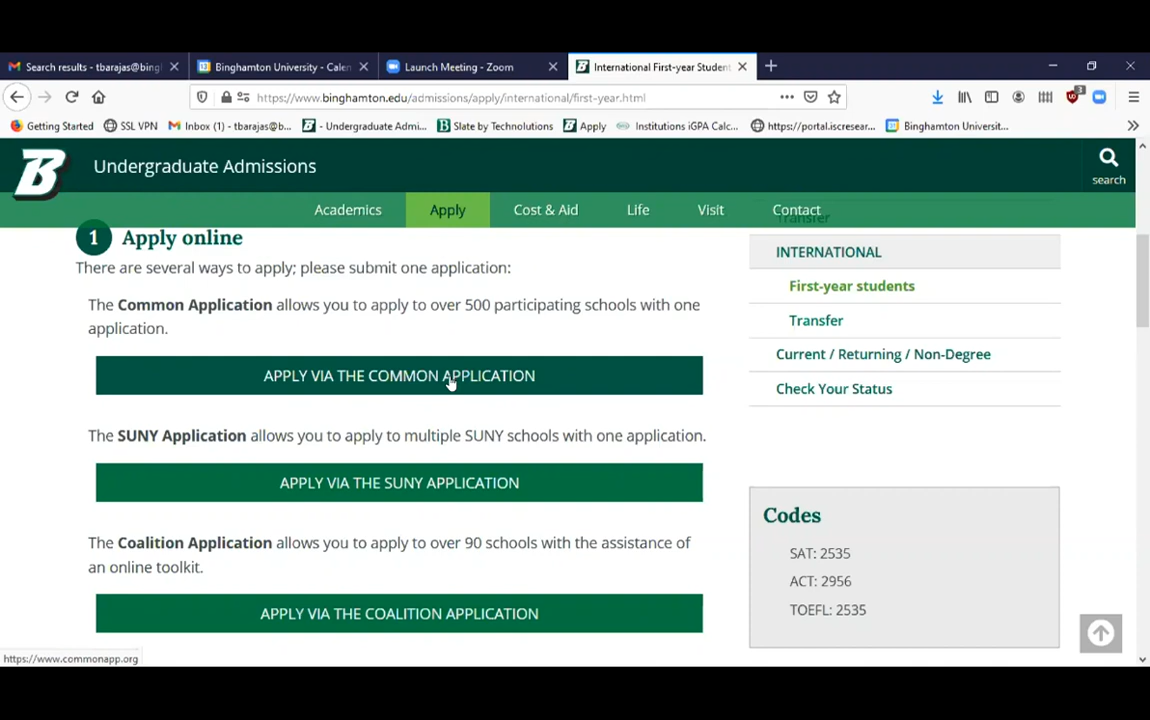 Search results - tbarajas@bing
Binghamton University - Calen
Launch Meeting - Zoom
International First-year Student
https://www.binghamton.edu/admissions/apply/international/first-year.html
3
Getting Started
SSL VPN
Inbox (1) - tbarajas@b...
- Undergraduate Admi...
Slate by Technolutions
Apply
Institutions iGPA Calc...
https://portal.iscresear...
Binghamton Universit...
B
Undergraduate Admissions
search
Academics
Apply
Cost & Aid
Life
Visit
Contact
Transfer
1 Apply online
There are several ways to apply; please submit one application:
The Common Application allows you to apply to over 500 participating schools with one
application.
APPLY VIA THE COMMON APPLICATION
The SUNY Application allows you to apply to multiple SUNY schools with one application.
APPLY VIA THE SUNY APPLICATION
The Coalition Application allows you to apply to over 90 schools with the assistance of
an online toolkit.
APPLY VIA THE COALITION APPLICATION
INTERNATIONAL
First-year students
Transfer
Current / Returning / Non-Degree
Check Your Status
Codes
SAT: 2535
ACT: 2956
TOEFL: 2535
https://www.commonapp.org